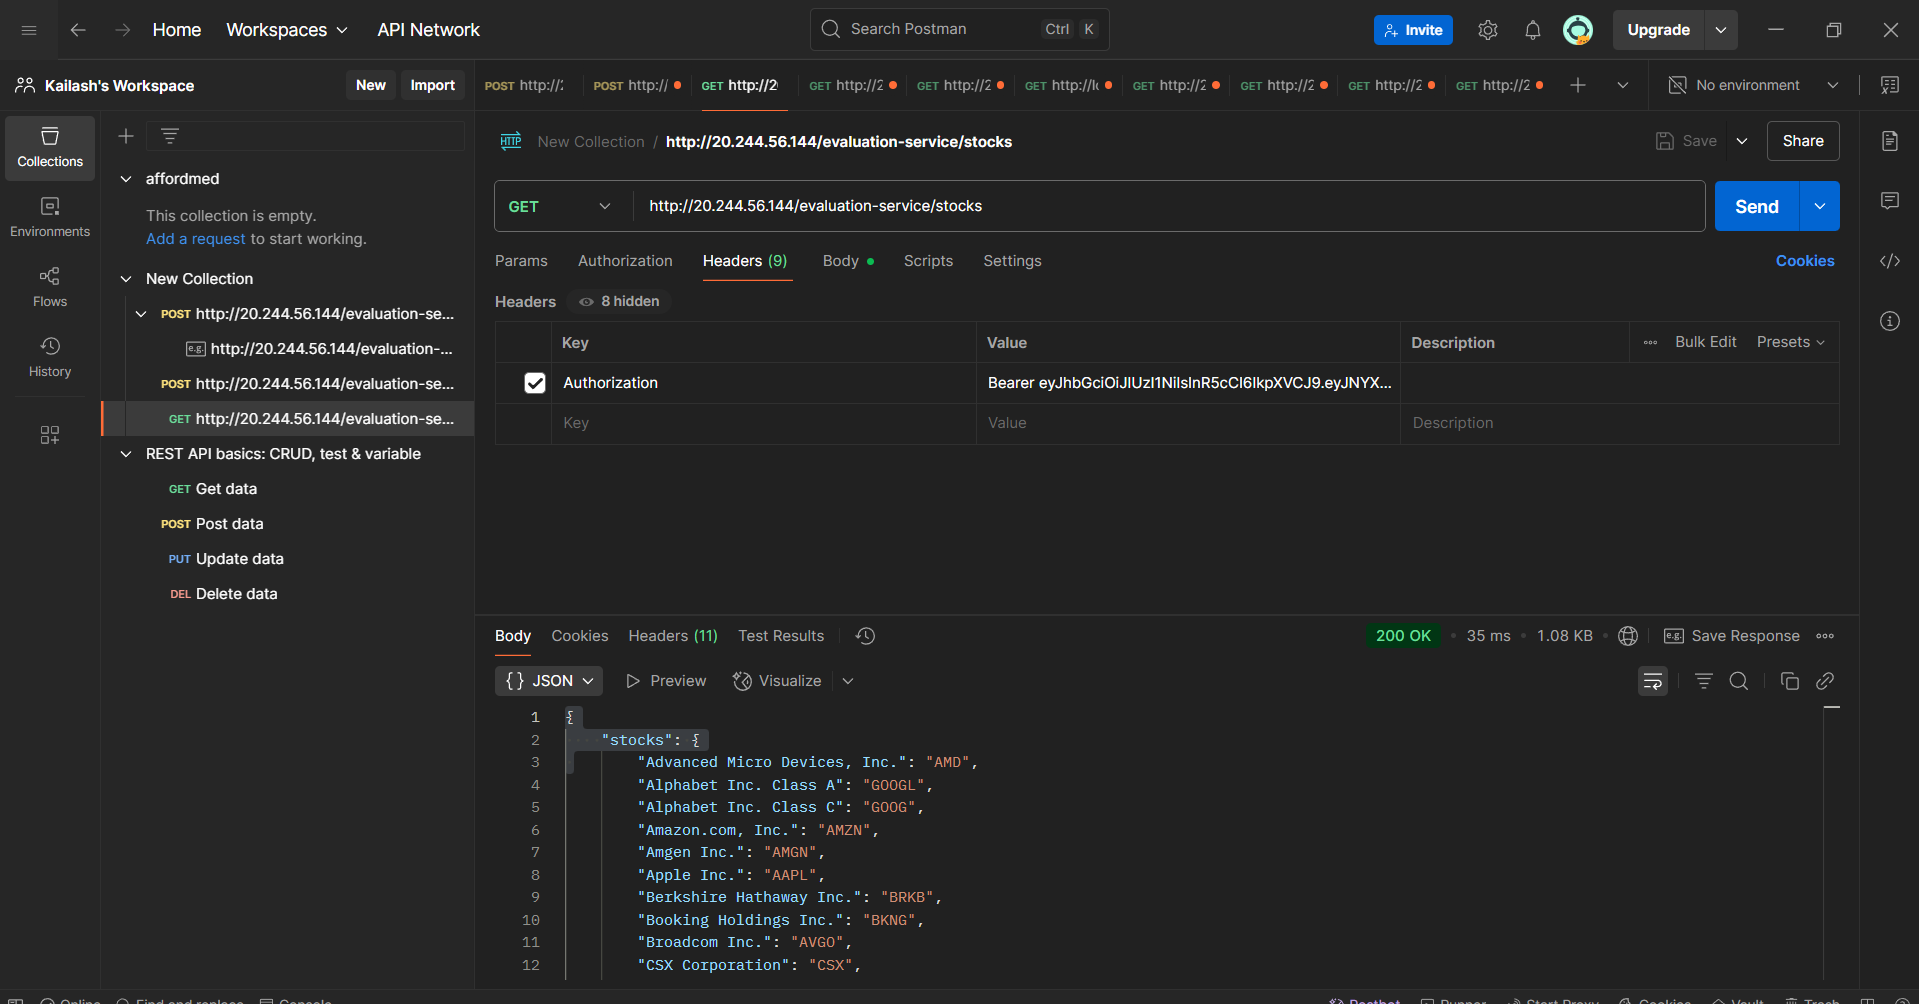 Home Workspaces API Network Search Postman Ctrl K Invite Upgrade
Kailash's Workspace New Import
POST http://2 POST http:// GET http://2 GET http://2 GET http://2 GET http://l GET http://2 GET http://2 GET http://2 GET http://2 No environment
Collections
Environments
Flows
History
affordmed
This collection is empty.
Add a request to start working.
New Collection
POST http://20.244.56.144/evaluation-se...
e.g. http://20.244.56.144/evaluation-...
POST http://20.244.56.144/evaluation-se...
GET http://20.244.56.144/evaluation-se...
REST API basics: CRUD, test & variable
GET Get data
POST Post data
PUT Update data
DEL Delete data
HTTP New Collection / http://20.244.56.144/evaluation-service/stocks Save Share
GET http://20.244.56.144/evaluation-service/stocks Send
Params Authorization Headers (9) Body Scripts Settings Cookies
Headers 8 hidden
Key Value Description Bulk Edit Presets
Authorization Bearer
Key Value Description
Body Cookies Headers (11) Test Results 200 OK 35 ms 1.08 KB e.g. Save Response
{} JSON Preview Visualize
1 {
2 "stocks": {
3 "Advanced Micro Devices, Inc.": "AMD",
4 "Alphabet Inc. Class A": "GOOGL",
5 "Alphabet Inc. Class C": "GOOG",
6 "Amazon.com, Inc.": "AMZN",
7 "Amgen Inc.": "AMGN",
8 "Apple Inc.": "AAPL",
9 "Berkshire Hathaway Inc.": "BRKB",
10 "Booking Holdings Inc.": "BKNG",
11 "Broadcom Inc.": "AVGO",
12 "CSX Corporation": "CSX",
Online Find and replace Console Postbot Runner Start Proxy Cookies Vault Trash